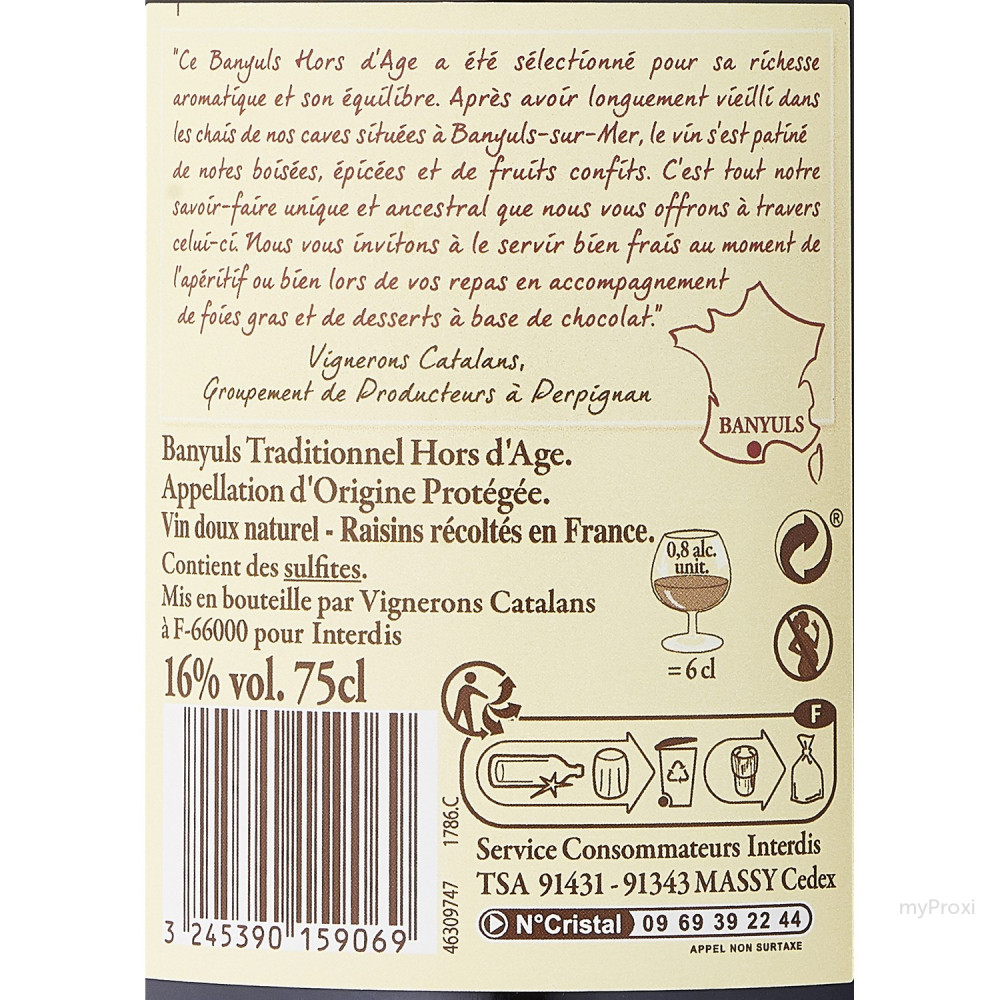 "Ce Banyuls Hors d'Age a été sélectionné pour sa richesse
aromatique et son équilibre. Après avoir longuement vieilli dans
les chais de nos caves situées à Banyuls-sur-Mer, le vin s'est patiné
de notes boisées, épicées et de fruits confits. C'est tout notre
savoir-faire unique et ancestral que nous vous offrons à travers
celui-ci. Nous vous invitons à le servir bien frais au moment de
l'apéritif ou bien lors de vos repas en accompagnement
de foies gras et de desserts à base de chocolat."
Vignerons Catalans,
Groupement de Producteurs à Perpignan
BANYULS
Banyuls Traditionnel Hors d'Age.
Appellation d'Origine Protégée.
Vin doux naturel - Raisins récoltés en France.
Contient des sulfites.
Mis en bouteille par Vignerons Catalans
à F-66000 pour Interdis
16% vol. 75cl
0,8 alc.
unit.
= 6 cl
®
F
3 245390 159069
46309747 1786.C
Service Consommateurs Interdis
TSA 91431 - 91343 MASSY Cedex
N°Cristal 09 69 39 22 44
APPEL NON SURTAXE
myProxi